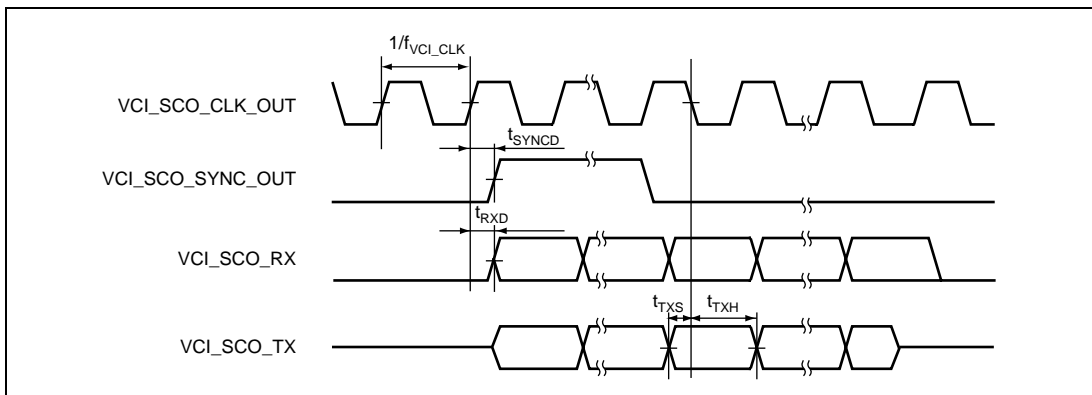 1/fVCI_CLK
VCI_SCO_CLK_OUT
tSYNCD
VCI_SCO_SYNC_OUT
tRXD
VCI_SCO_RX
tTXS tTXH
VCI_SCO_TX